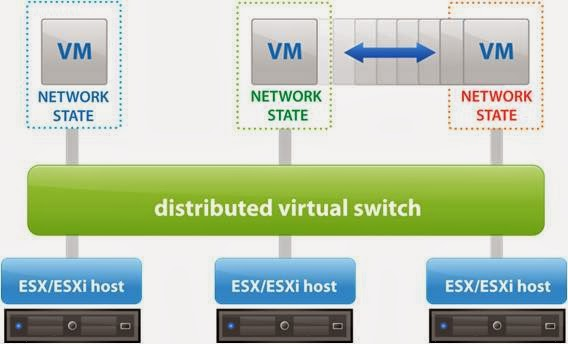 VM
NETWORK
STATE
VM
NETWORK
STATE
VM
NETWORK
STATE
distributed virtual switch
ESX/ESXi host
ESX/ESXi host
ESX/ESXi host